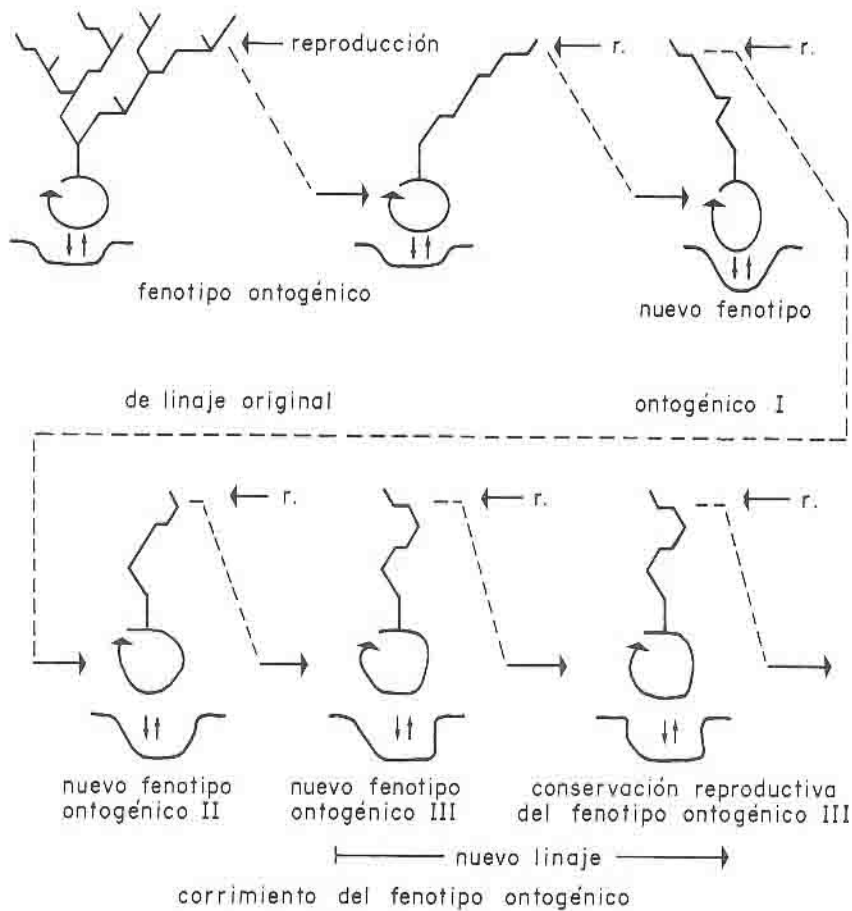 reproducción
r.
r.
fenotipo ontogénico
nuevo fenotipo
de linaje original
ontogénico I
r.
r.
r.
nuevo fenotipo
ontogénico II
nuevo fenotipo
ontogénico III
conservación reproductiva
del fenotipo ontogénico III
nuevo linaje
corrimiento del fenotipo ontogénico